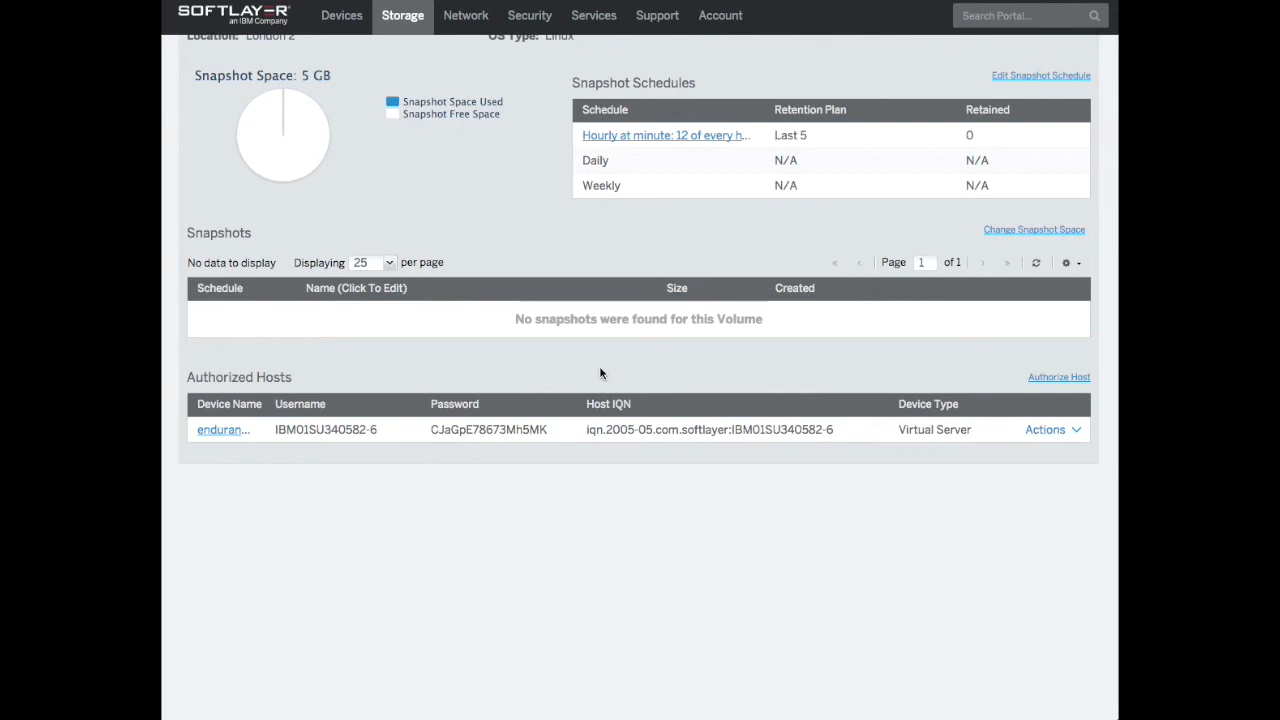 SOFTLAYER
an IBM Company
Devices Storage Network Security Services Support Account Search Portal...
Location: London 2 OS Type: Linux
Snapshot Space: 5 GB
Snapshot Space Used
Snapshot Free Space
Snapshot Schedules Edit Snapshot Schedule
Schedule Retention Plan Retained
Hourly at minute: 12 of every h... Last 5 0
Daily N/A N/A
Weekly N/A N/A
Snapshots Change Snapshot Space
No data to display Displaying 25 per page « ‹ Page 1 of 1 › »
Schedule Name (Click To Edit) Size Created
No snapshots were found for this Volume
Authorized Hosts Authorize Host
Device Name Username Password Host IQN Device Type
enduran... IBM01SU340582-6 CJaGpE78673Mh5MK iqn.2005-05.com.softlayer:IBM01SU340582-6 Virtual Server Actions